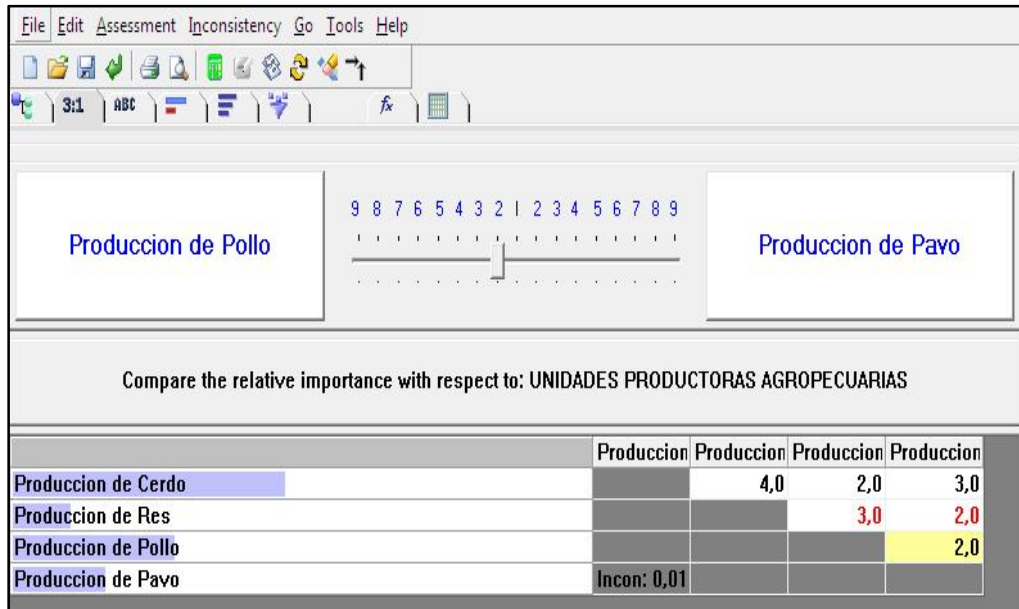 File Edit Assessment Inconsistency Go Tools Help
3:1 ABC fx
9 8 7 6 5 4 3 2 | 2 3 4 5 6 7 8 9
Produccion de Pollo Produccion de Pavo
Compare the relative importance with respect to: UNIDADES PRODUCTORAS AGROPECUARIAS
Produccion Produccion Produccion Produccion
Produccion de Cerdo 4,0 2,0 3,0
Produccion de Res 3,0 2,0
Produccion de Pollo 2,0
Produccion de Pavo Incon: 0,01